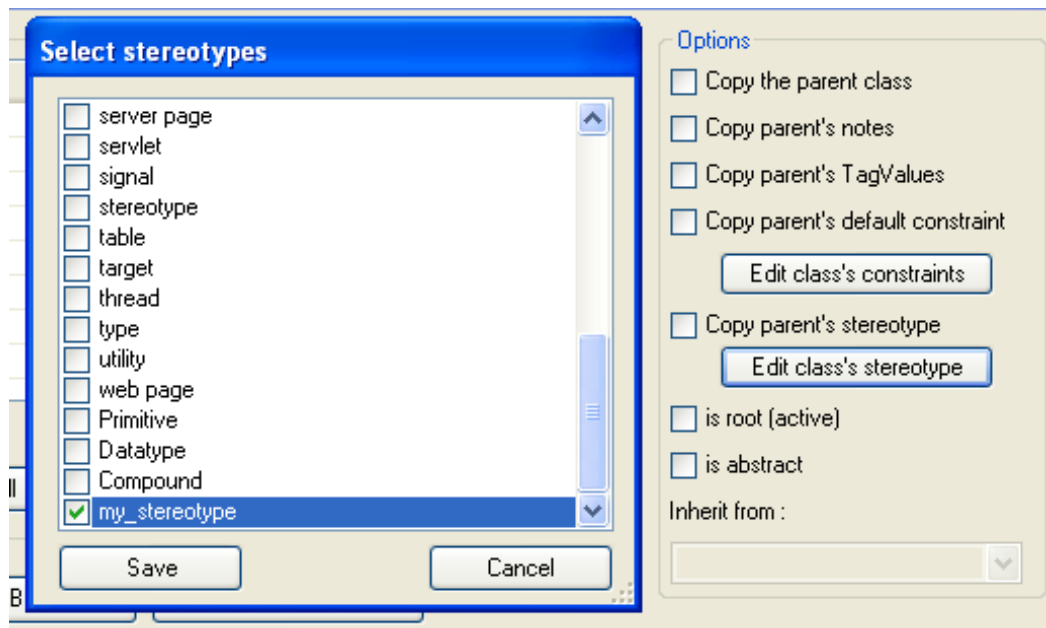 Select stereotypes
server page
servlet
signal
stereotype
table
target
thread
type
utility
web page
Primitive
Datatype
Compound
my_stereotype
Save
Cancel
Options
Copy the parent class
Copy parent's notes
Copy parent's TagValues
Copy parent's default constraint
Edit class's constraints
Copy parent's stereotype
Edit class's stereotype
is root (active)
is abstract
Inherit from :
B